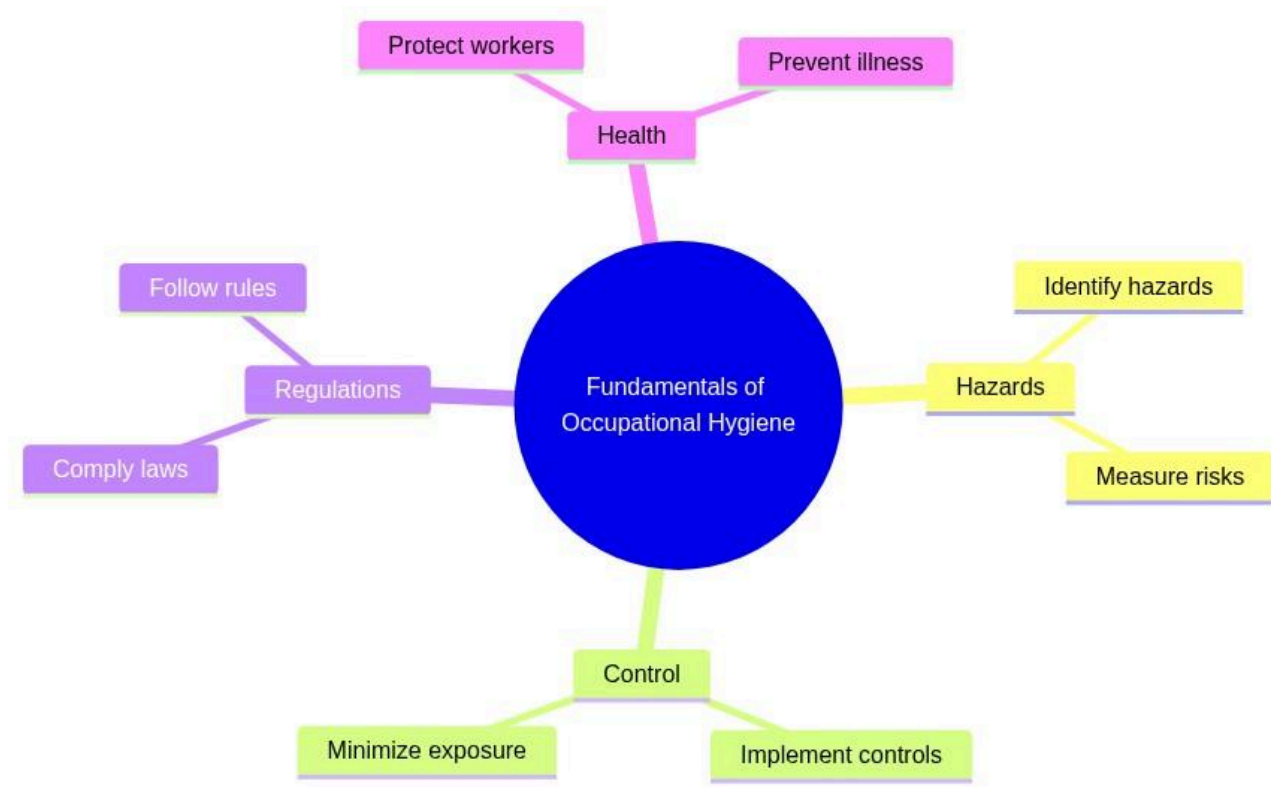 Protect workers
Prevent illness
Health
Follow rules
Identify hazards
Regulations
Fundamentals of
Occupational Hygiene
Hazards
Comply laws
Measure risks
Control
Minimize exposure
Implement controls